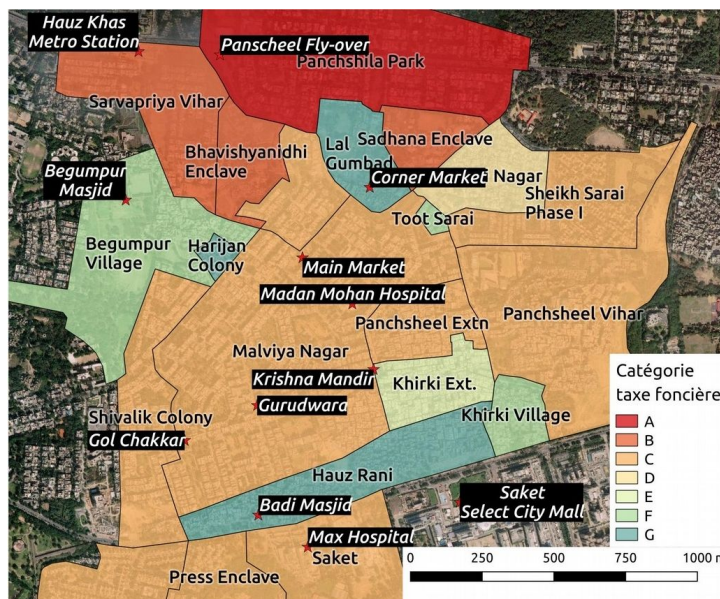 Hauz Khas
Metro Station
Panscheel Fly-over
Panchshila Park
Sarvapriya Vihar
Bhavishyanidhi
Enclave
Lal
Gumbad
Sadhana Enclave
Corner Market
Nagar
Sheikh Sarai
Phase I
Begumpur
Masjid
Toot Sarai
Begumpur
Village
Harijan
Colony
Main Market
Madan Mohan Hospital
Panchsheel Vihar
Panchsheel Extn
Malviya Nagar
Krishna Mandir
Khirki Ext.
Gurudwara
Khirki Village
Shivalik Colony
Gol Chakkar
Hauz Rani
Badi Masjid
Saket
Select City Mall
Max Hospital
Saket
Press Enclave
Catégorie
taxe foncière
A
B
C
D
E
F
G
0 250 500 750 1000 m